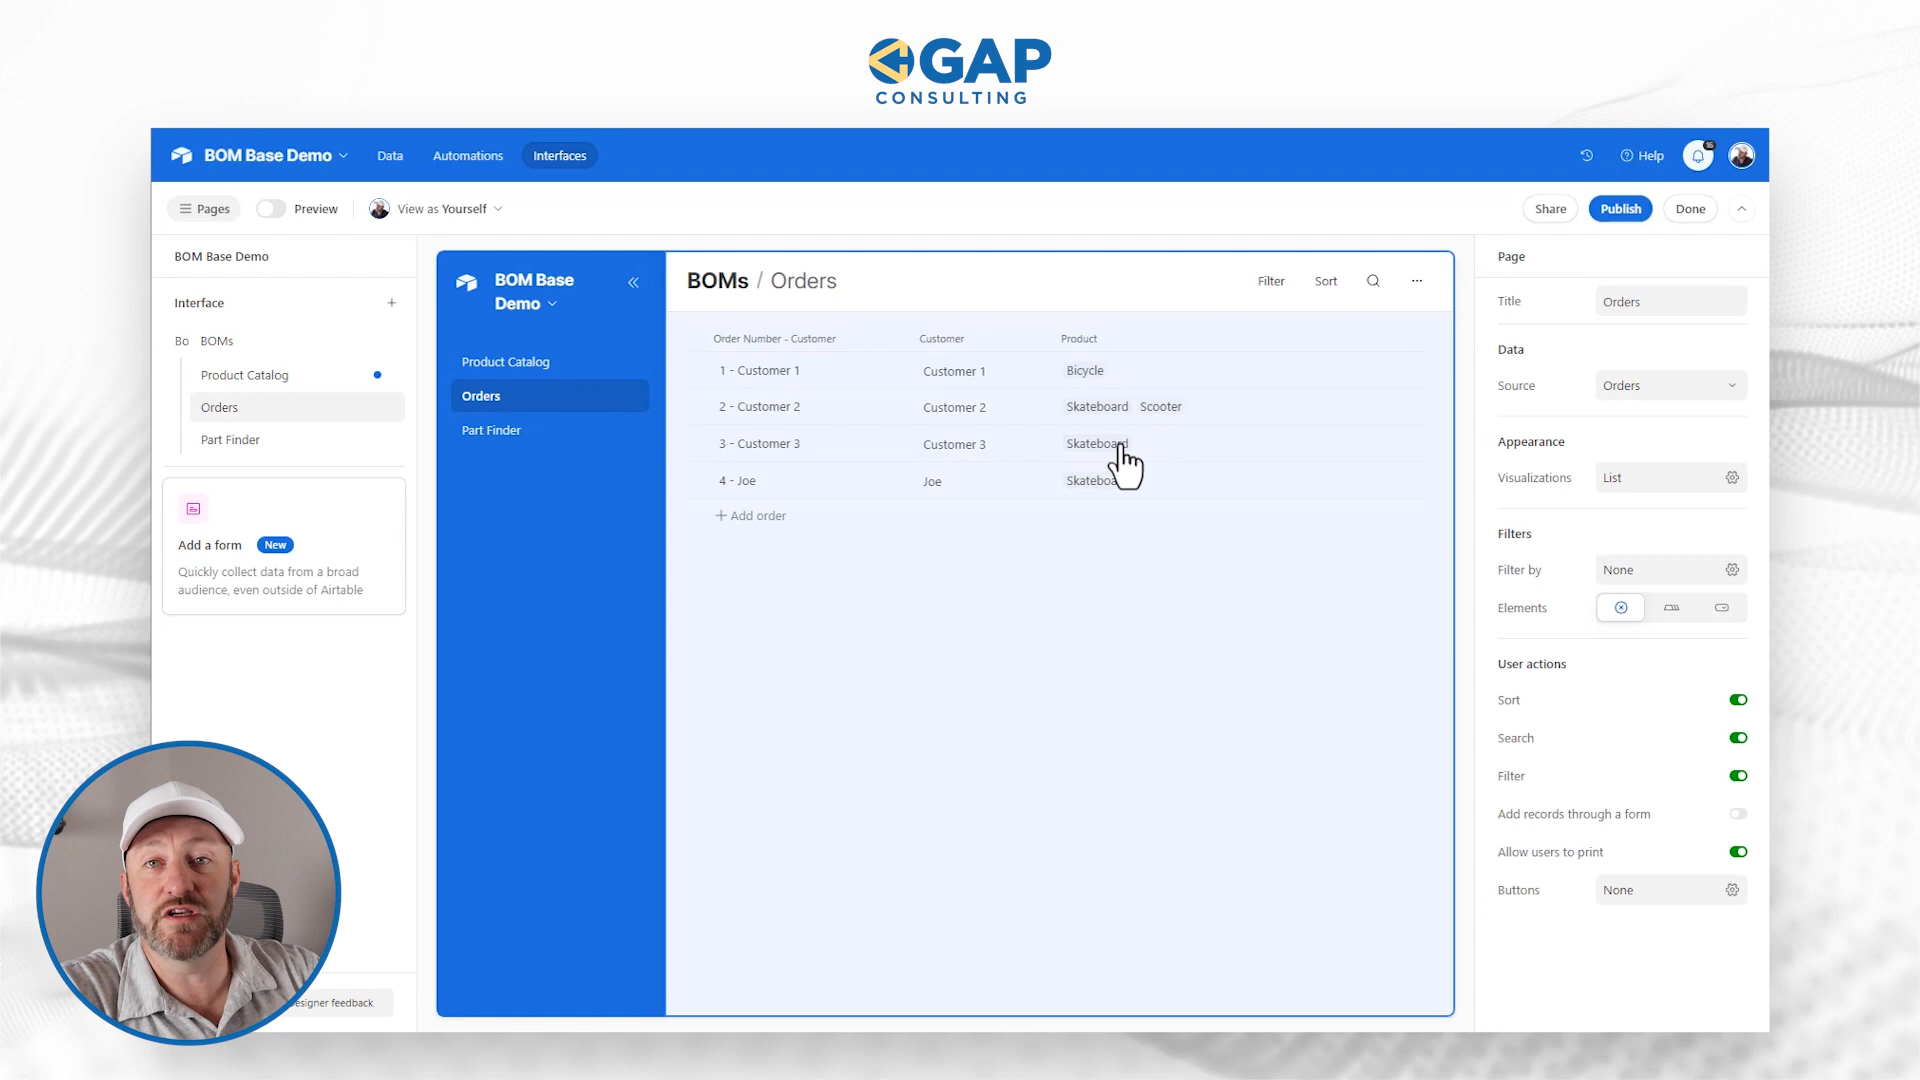 GAP
CONSULTING
BOM Base Demo
Data
Automations
Interfaces
Help
Pages
Preview
View as Yourself
Share
Publish
Done
BOM Base Demo
Interface
Bo BOMs
Product Catalog
Orders
Part Finder
Add a form New
Quickly collect data from a broad
audience, even outside of Airtable
BOM Base
Demo
Product Catalog
Orders
Part Finder
BOMs / Orders
Filter
Sort
Order Number - Customer Customer Product
1 - Customer 1 Customer 1 Bicycle
2 - Customer 2 Customer 2 Skateboard Scooter
3 - Customer 3 Customer 3 Skateboard
4 - Joe Joe
+ Add order
Page
Title Orders
Data
Source Orders
Appearance
Visualizations List
Filters
Filter by None
Elements
User actions
Sort
Search
Filter
Add records through a form
Allow users to print
Buttons None
feedback